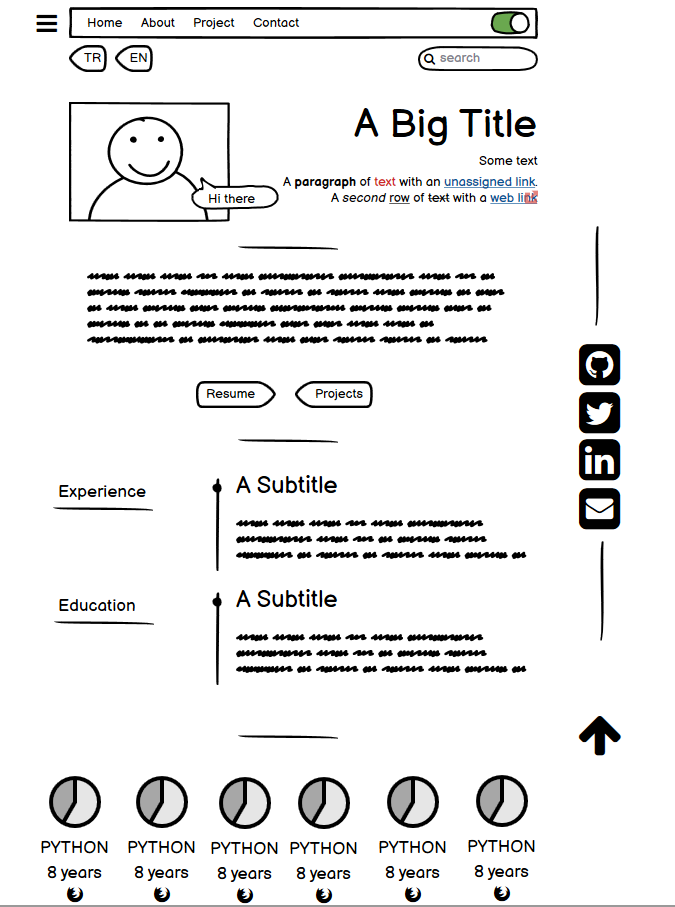 Home About Project Contact
TR EN search
A Big Title
Some text
A paragraph of text with an unassigned link.
A second row of text with a web link
Hi there
Resume Projects
Experience
A Subtitle
Education
A Subtitle
PYTHON PYTHON PYTHON PYTHON PYTHON PYTHON
8 years 8 years 8 years 8 years 8 years 8 years